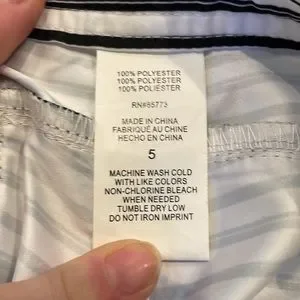 100% POLYESTER
100% POLYESTER
100% POLIÉSTER
RN#85773
MADE IN CHINA
FABRIQUÉ AU CHINE
HECHO EN CHINA
5
MACHINE WASH COLD
WITH LIKE COLORS
NON-CHLORINE BLEACH
WHEN NEEDED
TUMBLE DRY LOW
DO NOT IRON IMPRINT